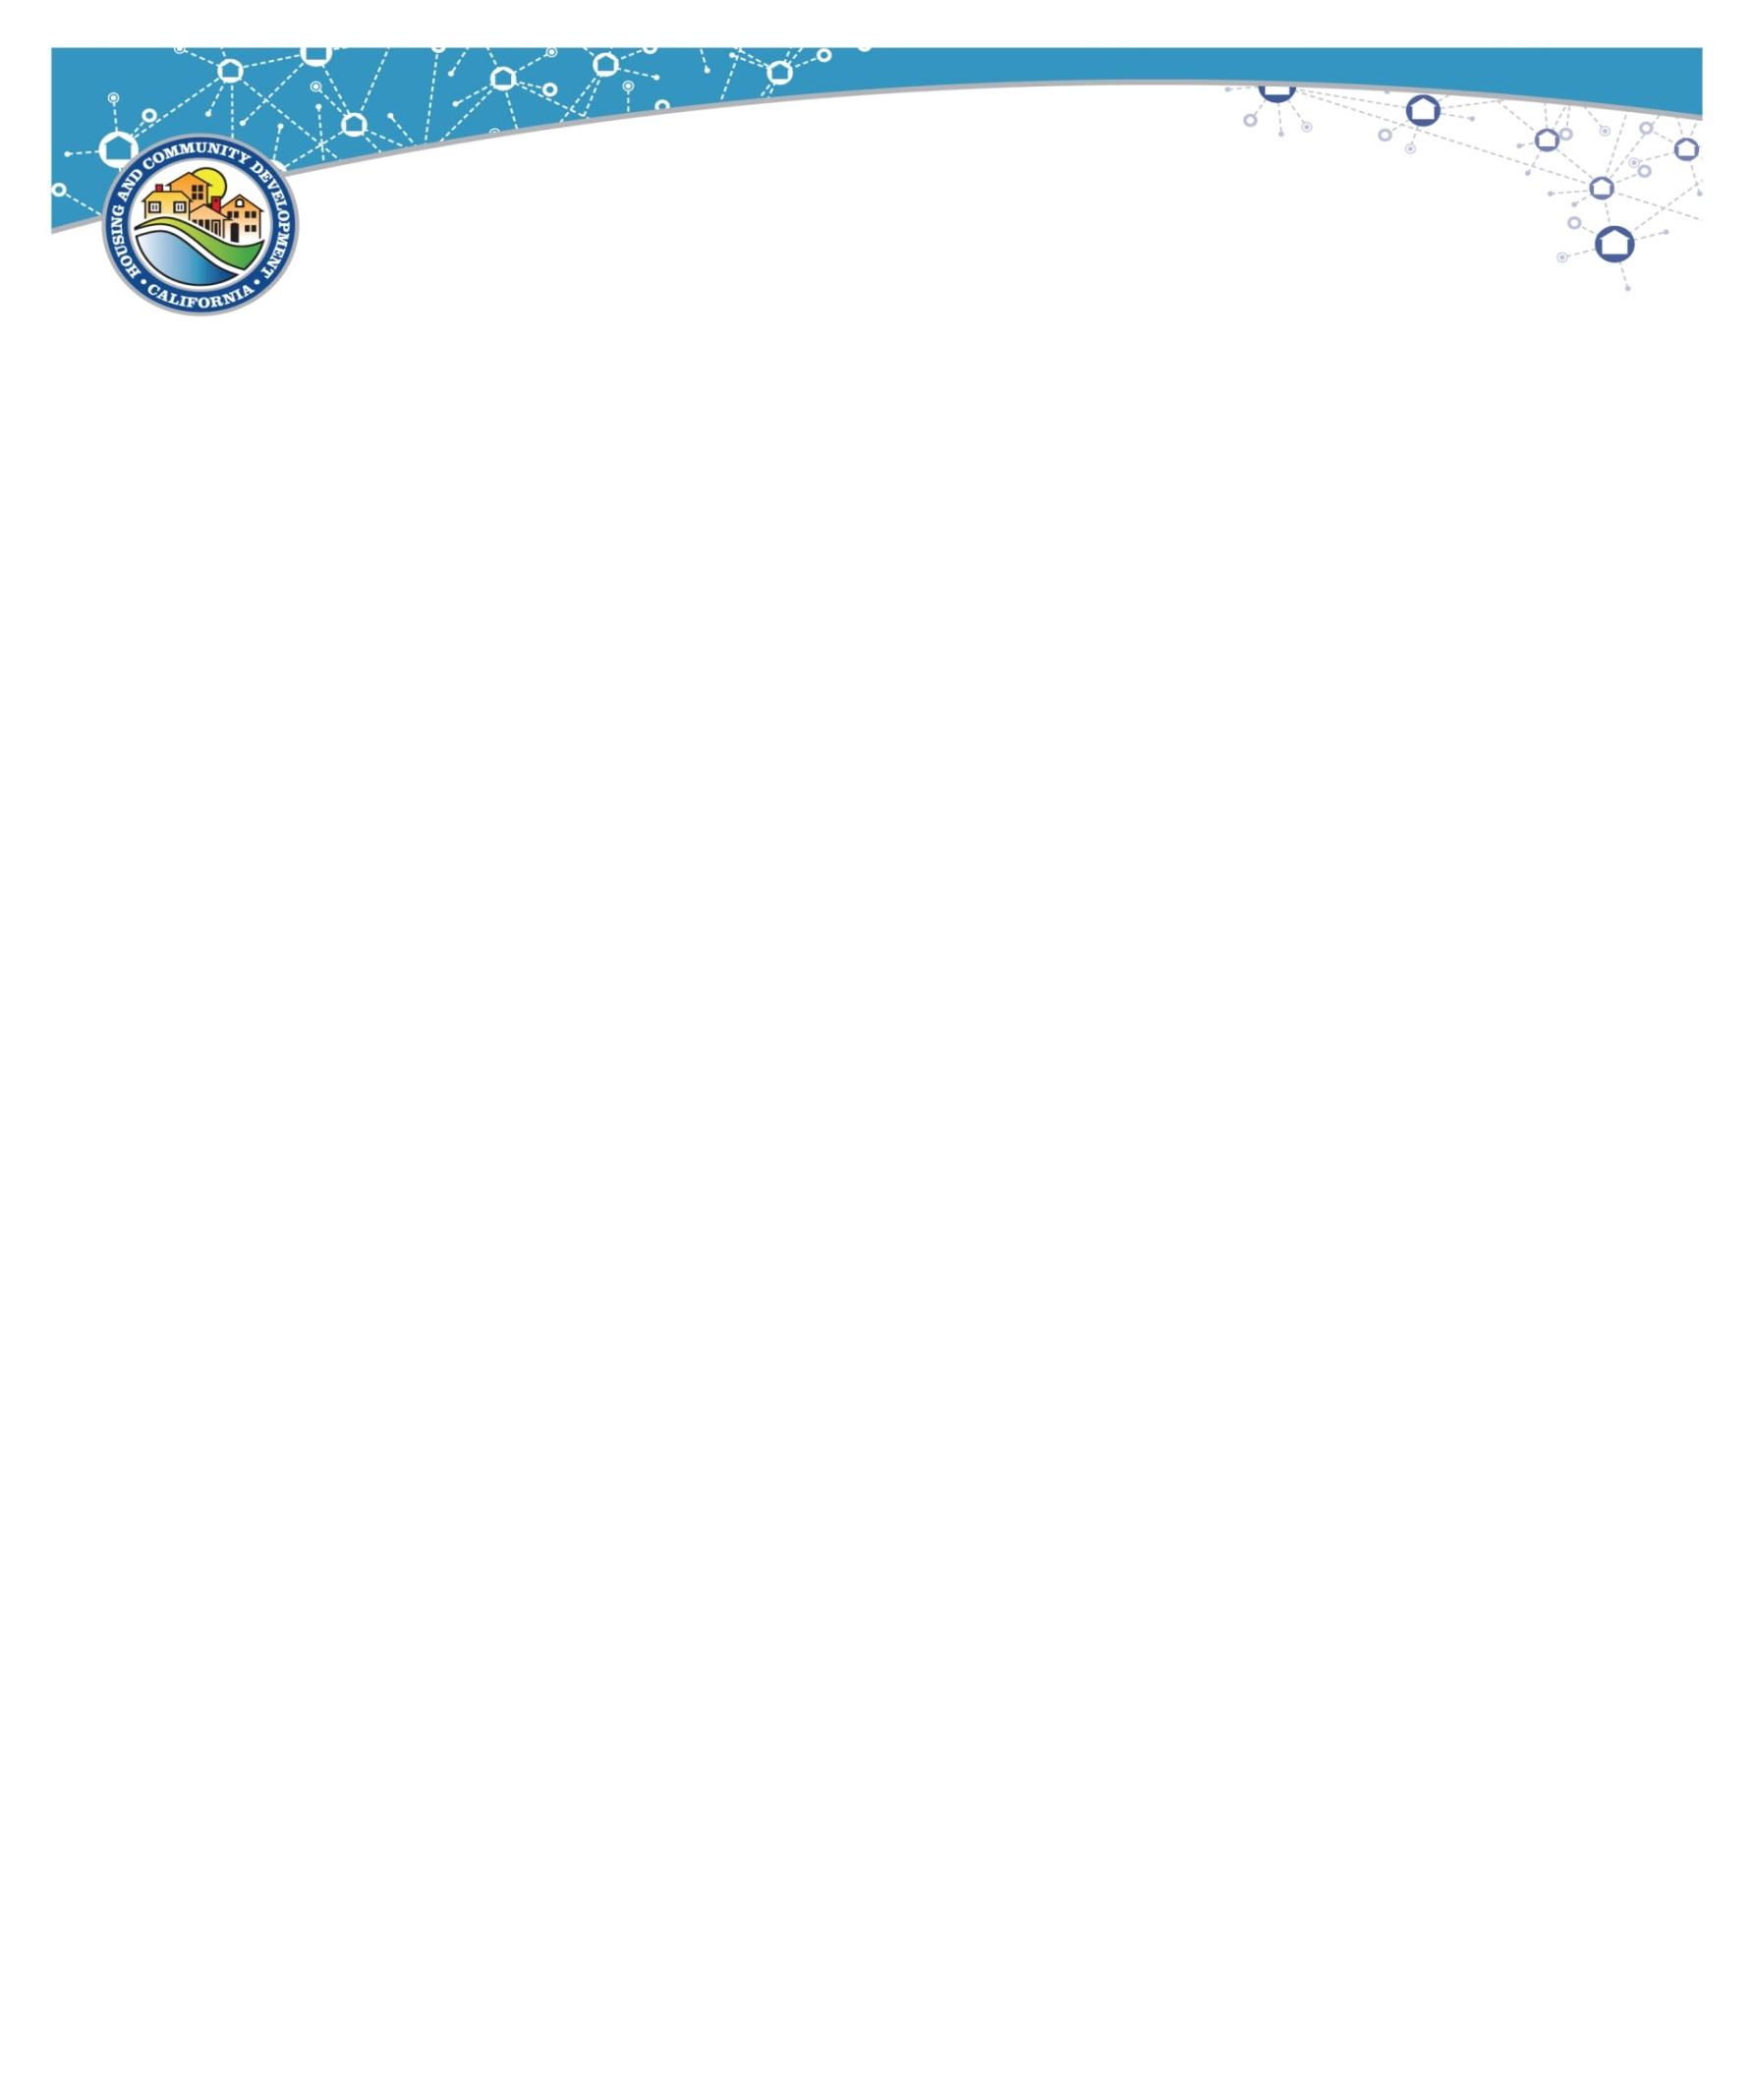 HOUSING AND COMMUNITY DEVELOPMENT
• CALIFORNIA •